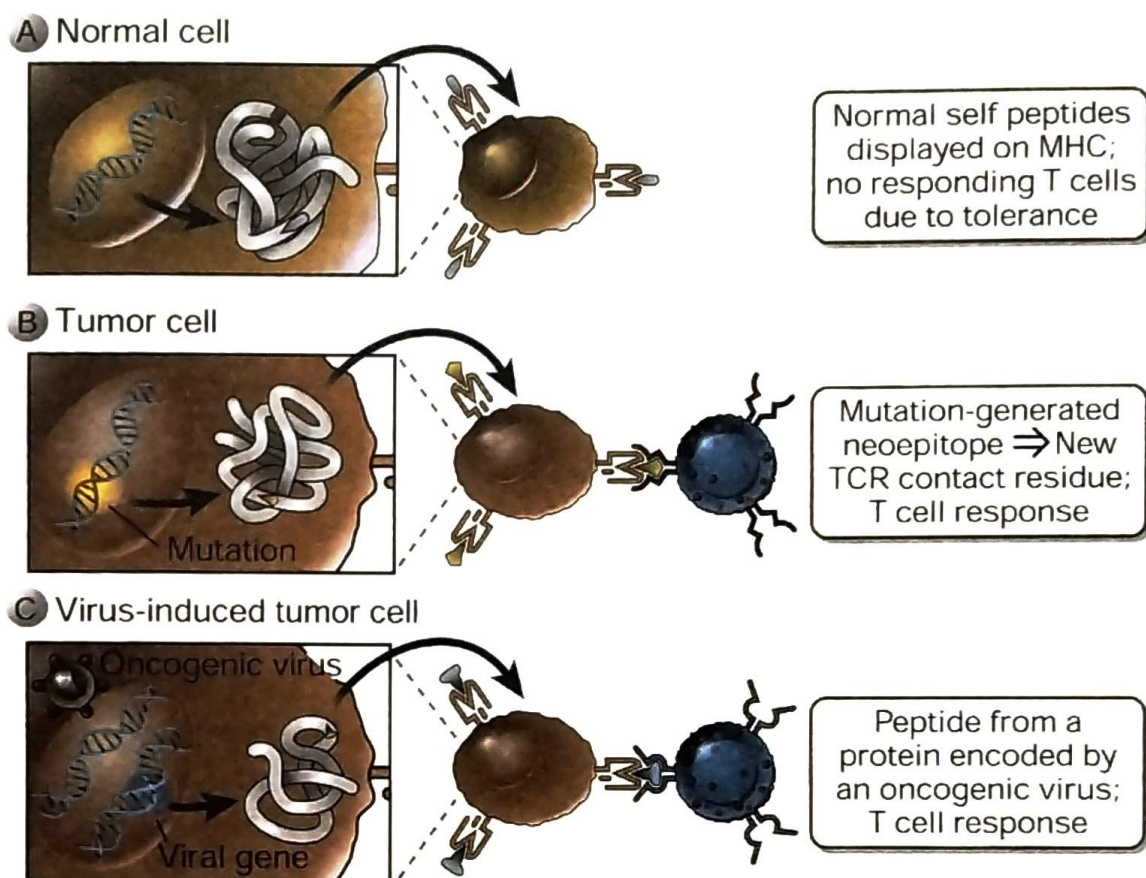 A Normal cell
Normal self peptides
displayed on MHC;
no responding T cells
due to tolerance
B Tumor cell
Mutation
Mutation-generated
neoepitope ⇒ New
TCR contact residue;
T cell response
C Virus-induced tumor cell
Oncogenic virus
Viral gene
Peptide from a
protein encoded by
an oncogenic virus;
T cell response